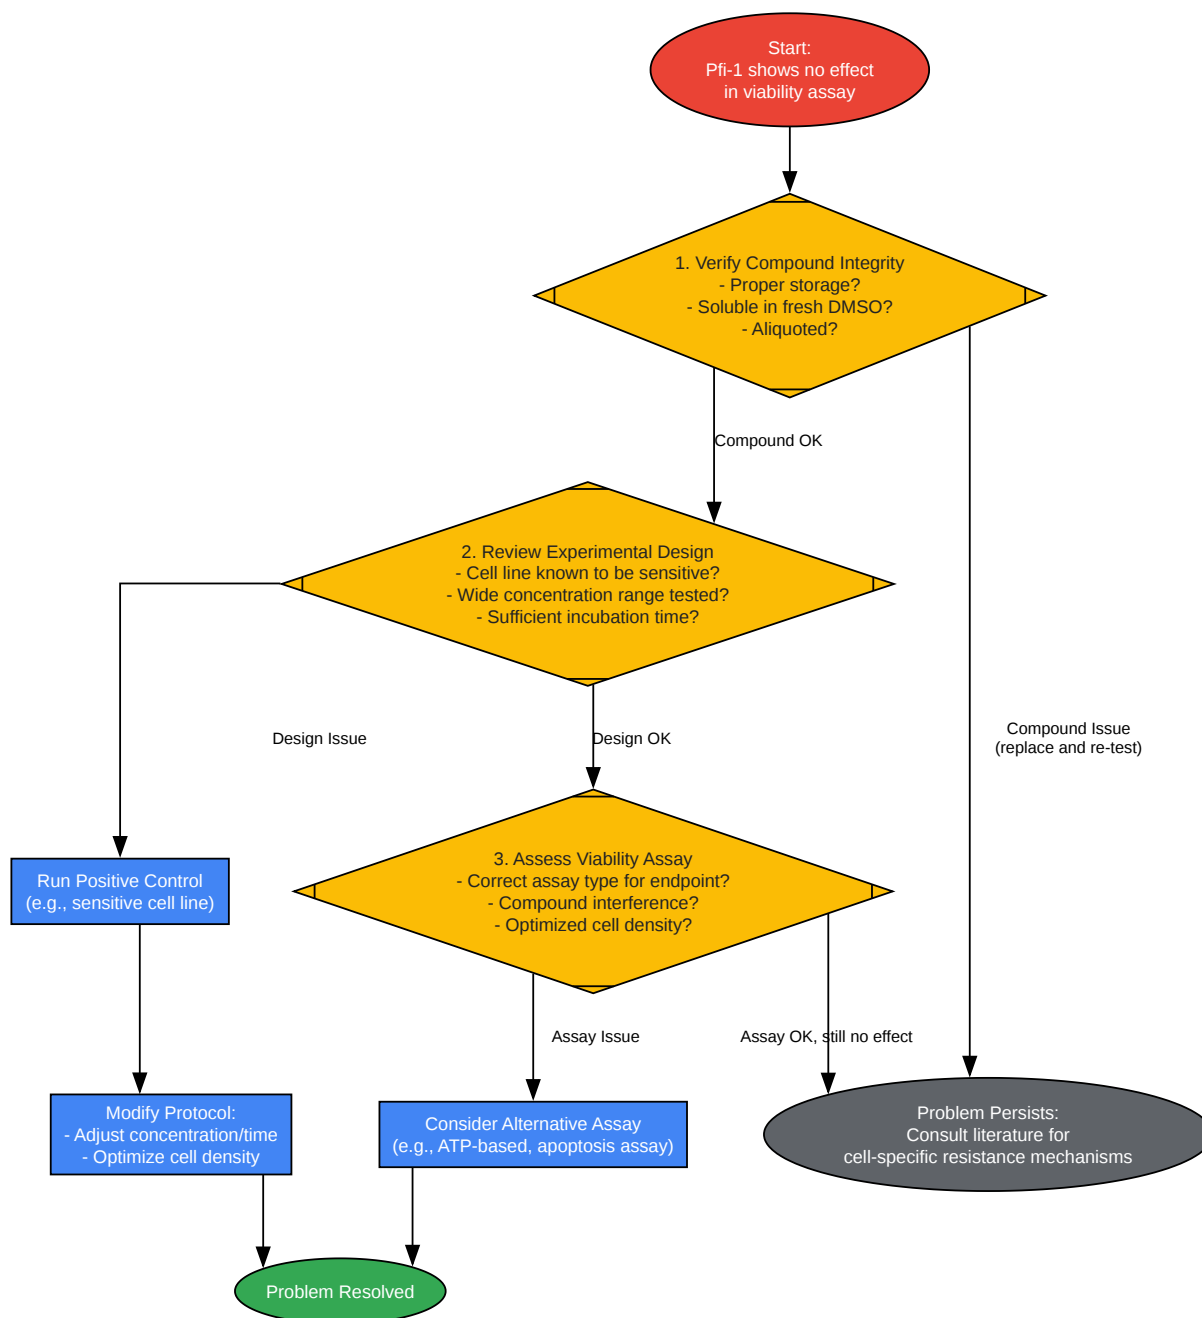 Start:
Pfi-1 shows no effect
in viability assay
1. Verify Compound Integrity
- Proper storage?
- Soluble in fresh DMSO?
- Aliquoted?
Compound OK
2. Review Experimental Design
- Cell line known to be sensitive?
- Wide concentration range tested?
- Sufficient incubation time?
Design Issue
Design OK
Compound Issue
(replace and re-test)
3. Assess Viability Assay
- Correct assay type for endpoint?
- Compound interference?
- Optimized cell density?
Run Positive Control
(e.g., sensitive cell line)
Assay Issue
Assay OK, still no effect
Modify Protocol:
- Adjust concentration/time
- Optimize cell density
Consider Alternative Assay
(e.g., ATP-based, apoptosis assay)
Problem Persists:
Consult literature for
cell-specific resistance mechanisms
Problem Resolved